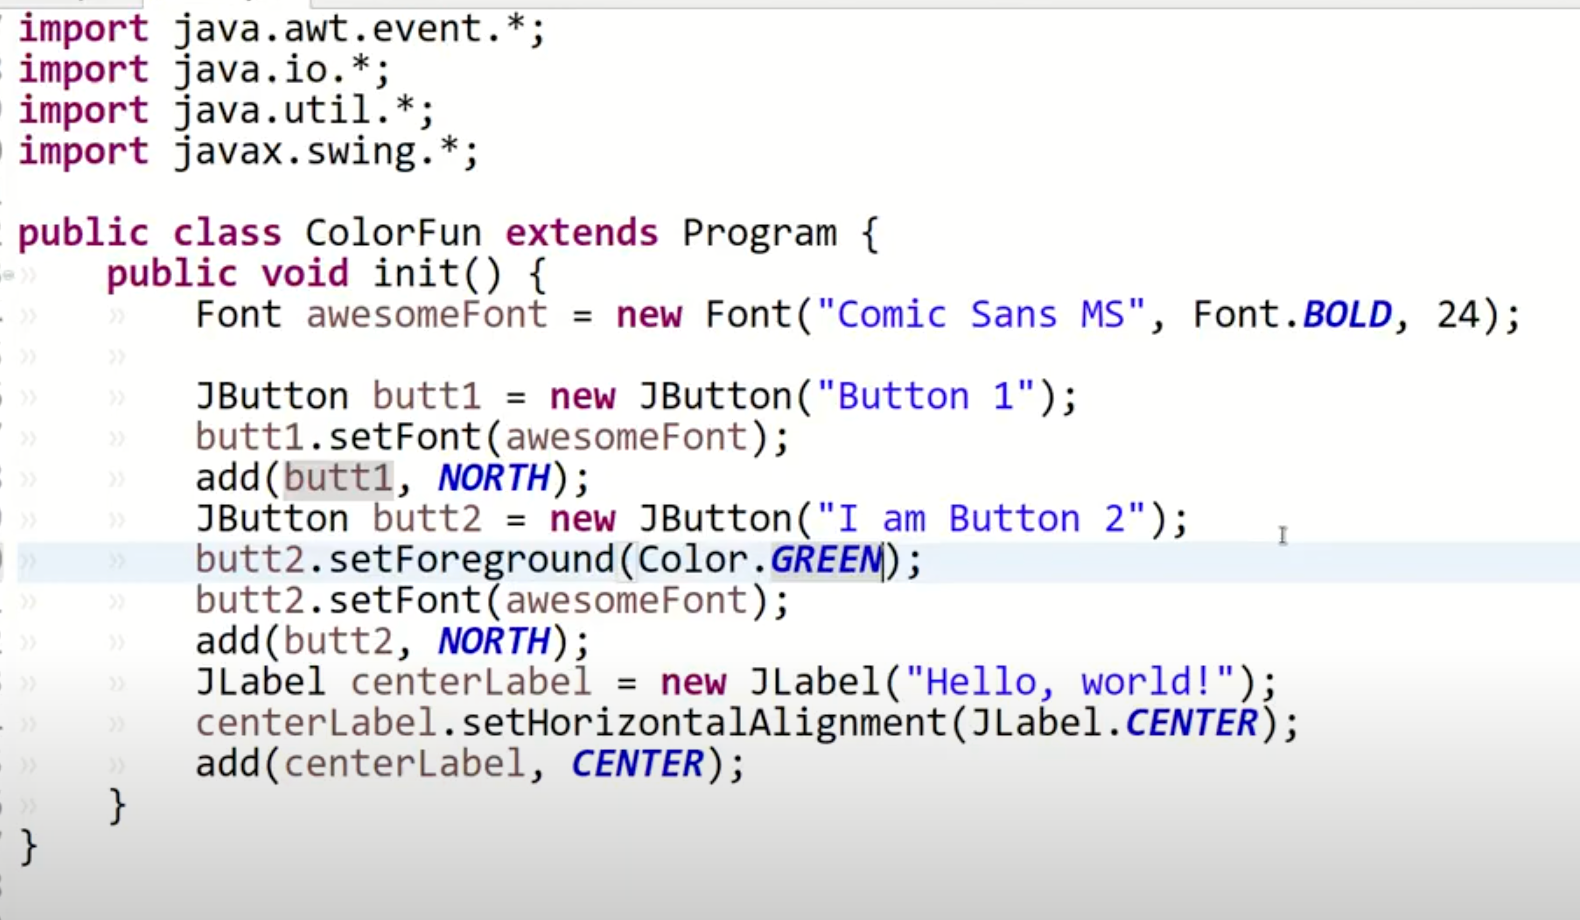 import java.awt.event.*;
import java.io.*;
import java.util.*;
import javax.swing.*;
public class ColorFun extends Program {
public void init() {
Font awesomeFont = new Font("Comic Sans MS", Font.BOLD, 24);
JButton butt1 = new JButton("Button 1");
butt1.setFont(awesomeFont);
add(butt1, NORTH);
JButton butt2 = new JButton("I am Button 2");
butt2.setForeground(Color.GREEN);
butt2.setFont(awesomeFont);
add(butt2, NORTH);
JLabel centerLabel = new JLabel("Hello, world!");
centerLabel.setHorizontalAlignment(JLabel.CENTER);
add(centerLabel, CENTER);
}
}